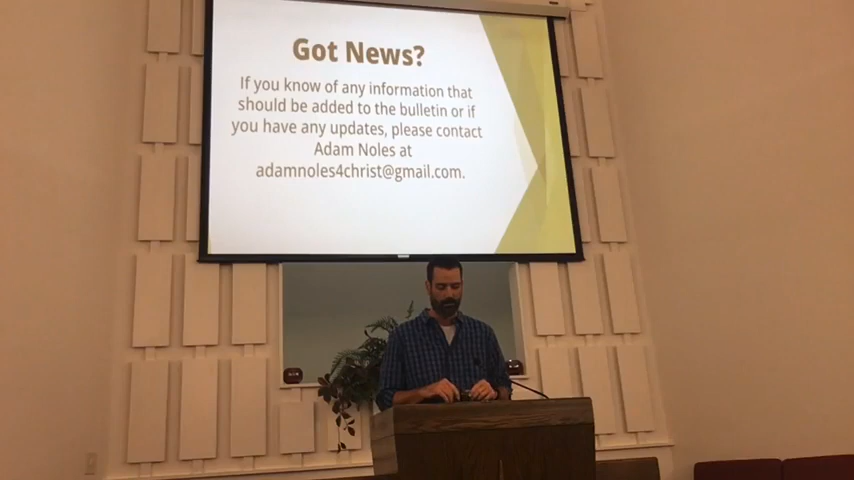 Got News?
If you know of any information that
should be added to the bulletin or if
you have any updates, please contact
Adam Noles at
adamnoles4christ@gmail.com.